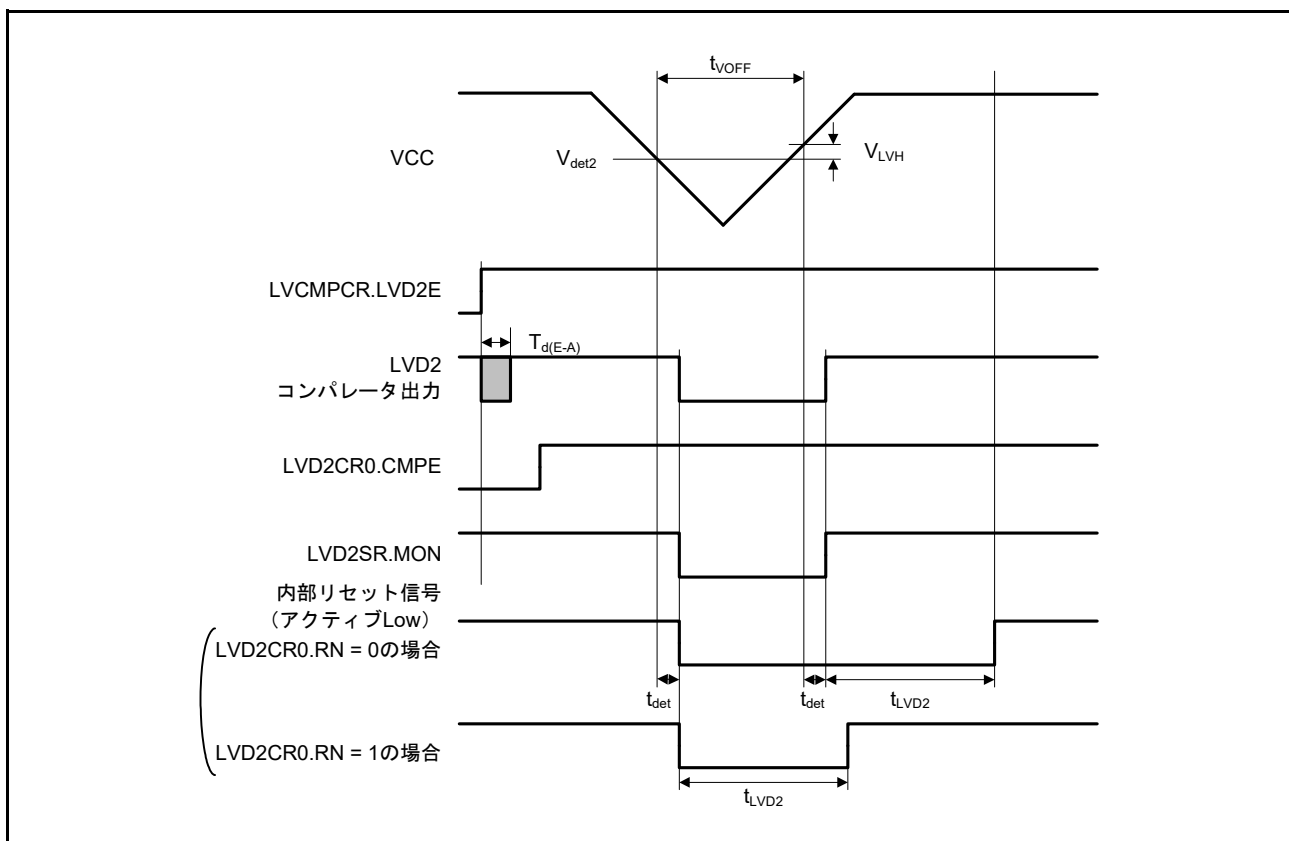 tVOFF
VCC
Vdet2
VLVH
LVCMPCR.LVD2E
Td(E-A)
LVD2
コンパレータ出力
LVD2CR0.CMPE
LVD2SR.MON
内部リセット信号
（アクティブLow）
LVD2CR0.RN = 0の場合
tdet
tdet
tLVD2
LVD2CR0.RN = 1の場合
tLVD2